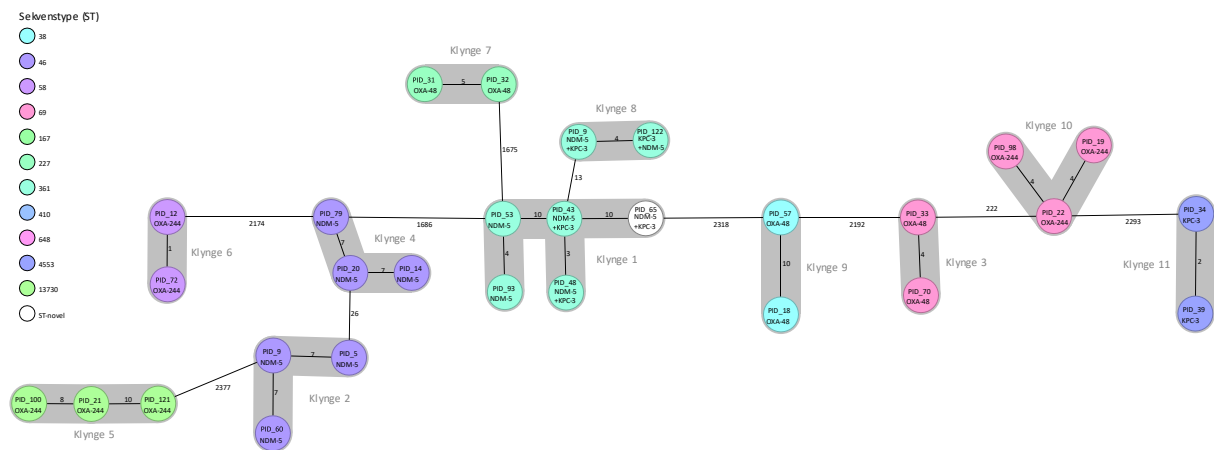 Sekvenstype (ST)
38
46
58
69
167
227
361
410
648
4553
13730
ST-novel
Klynge 7
PID_31
OXA-48
5
PID_32
OXA-48
1675
Klynge 8
PID_9
NDM-5
+KPC-3
4
PID_122
KPC-3
+NDM-5
13
Klynge 10
PID_98
OXA-244
4
PID_19
OXA-244
4
PID_22
OXA-244
PID_12
OXA-244
1
PID_72
OXA-244
Klynge 6
2174
PID_79
NDM-5
7
Klynge 4
PID_20
NDM-5
7
PID_14
NDM-5
1686
PID_53
NDM-5
10
PID_43
NDM-5
+KPC-3
10
PID_65
NDM-5
+KPC-3
4
PID_93
NDM-5
3
PID_48
NDM-5
+KPC-3
Klynge 1
2318
PID_57
OXA-48
10
PID_18
OXA-48
Klynge 9
2192
PID_33
OXA-48
4
PID_70
OXA-48
Klynge 3
222
2293
PID_34
KPC-3
2
PID_39
KPC-3
Klynge 11
26
PID_9
NDM-5
7
PID_5
NDM-5
7
PID_60
NDM-5
Klynge 2
2377
PID_100
OXA-244
8
PID_21
OXA-244
10
PID_121
OXA-244
Klynge 5